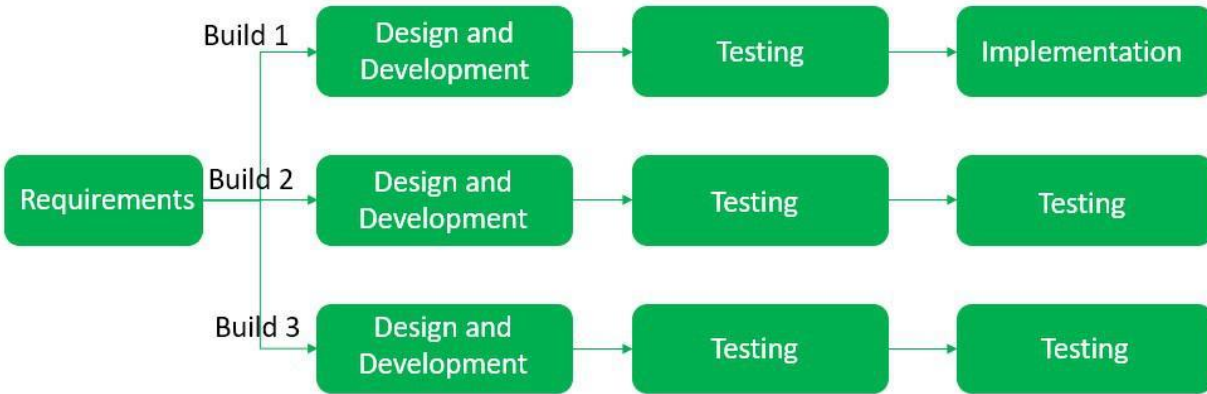 Build 1
Design and
Development
Testing
Implementation
Requirements
Build 2
Design and
Development
Testing
Testing
Build 3
Design and
Development
Testing
Testing